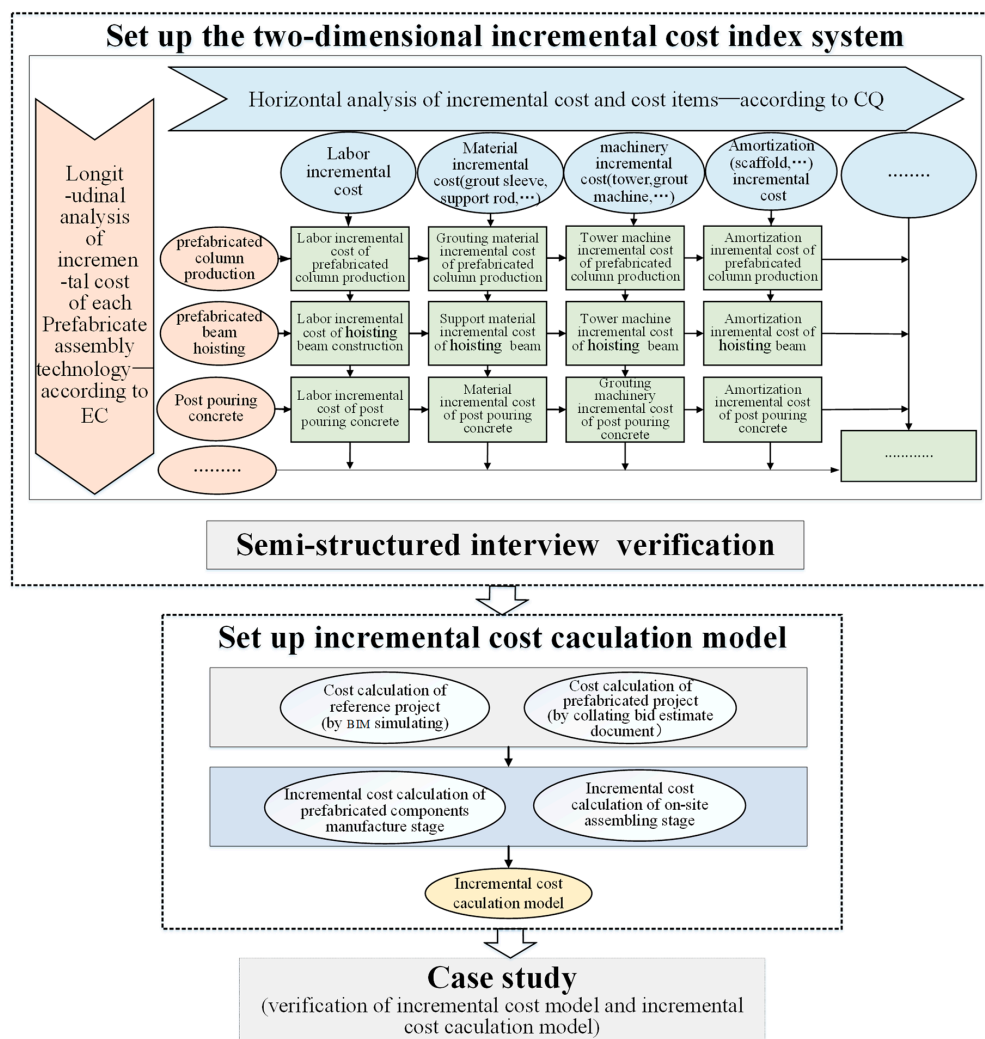 Set up the two-dimensional incremental cost index system
Horizontal analysis of incremental cost and cost items—according to CQ
Longit
-udinal
analysis
of
incremen
-tal cost
of each
Prefabricate
assembly
technology—
according to
EC
Labor
incremental
cost
Material
incremental
cost(grout sleeve,
support rod,⋯)
machinery
incremental
cost(tower,grout
machine,⋯)
Amortization
(scaffold,⋯)
incremental
cost
········
prefabricated
column
production
Labor incremental
cost of
prefabricated
column production
Grouting material
incremental cost
of prefabricated
column production
Tower machine
incremental cost
of prefabricated
column production
Amortization
incremental cost of
prefabricated
column production
prefabricated
beam
hoisting
Labor incremental
cost of hoisting
beam construction
Support material
incremental cost
of hoisting beam
Tower machine
incremental cost
of hoisting beam
Amortization
inremental cost of
hoisting beam
Post pouring
concrete
Labor incremental
cost of post
pouring concrete
Material
incremental cost
of post pouring
concrete
Grouting
machinery
incremental cost
of post pouring
concrete
Amortization
incremental
cost of post pouring
concrete
·········
············
Semi-structured interview verification
Set up incremental cost caculation model
Cost calculation of
reference project
(by BIM simulating)
Cost calculation of
prefabricated project
(by collating bid estimate
document）
Incremental cost calculation of
prefabricated components
manufacture stage
Incremental cost
calculation of on-site
assembling stage
Incremental cost
caculation model
Case study
(verification of incremental cost model and incremental
cost caculation model)